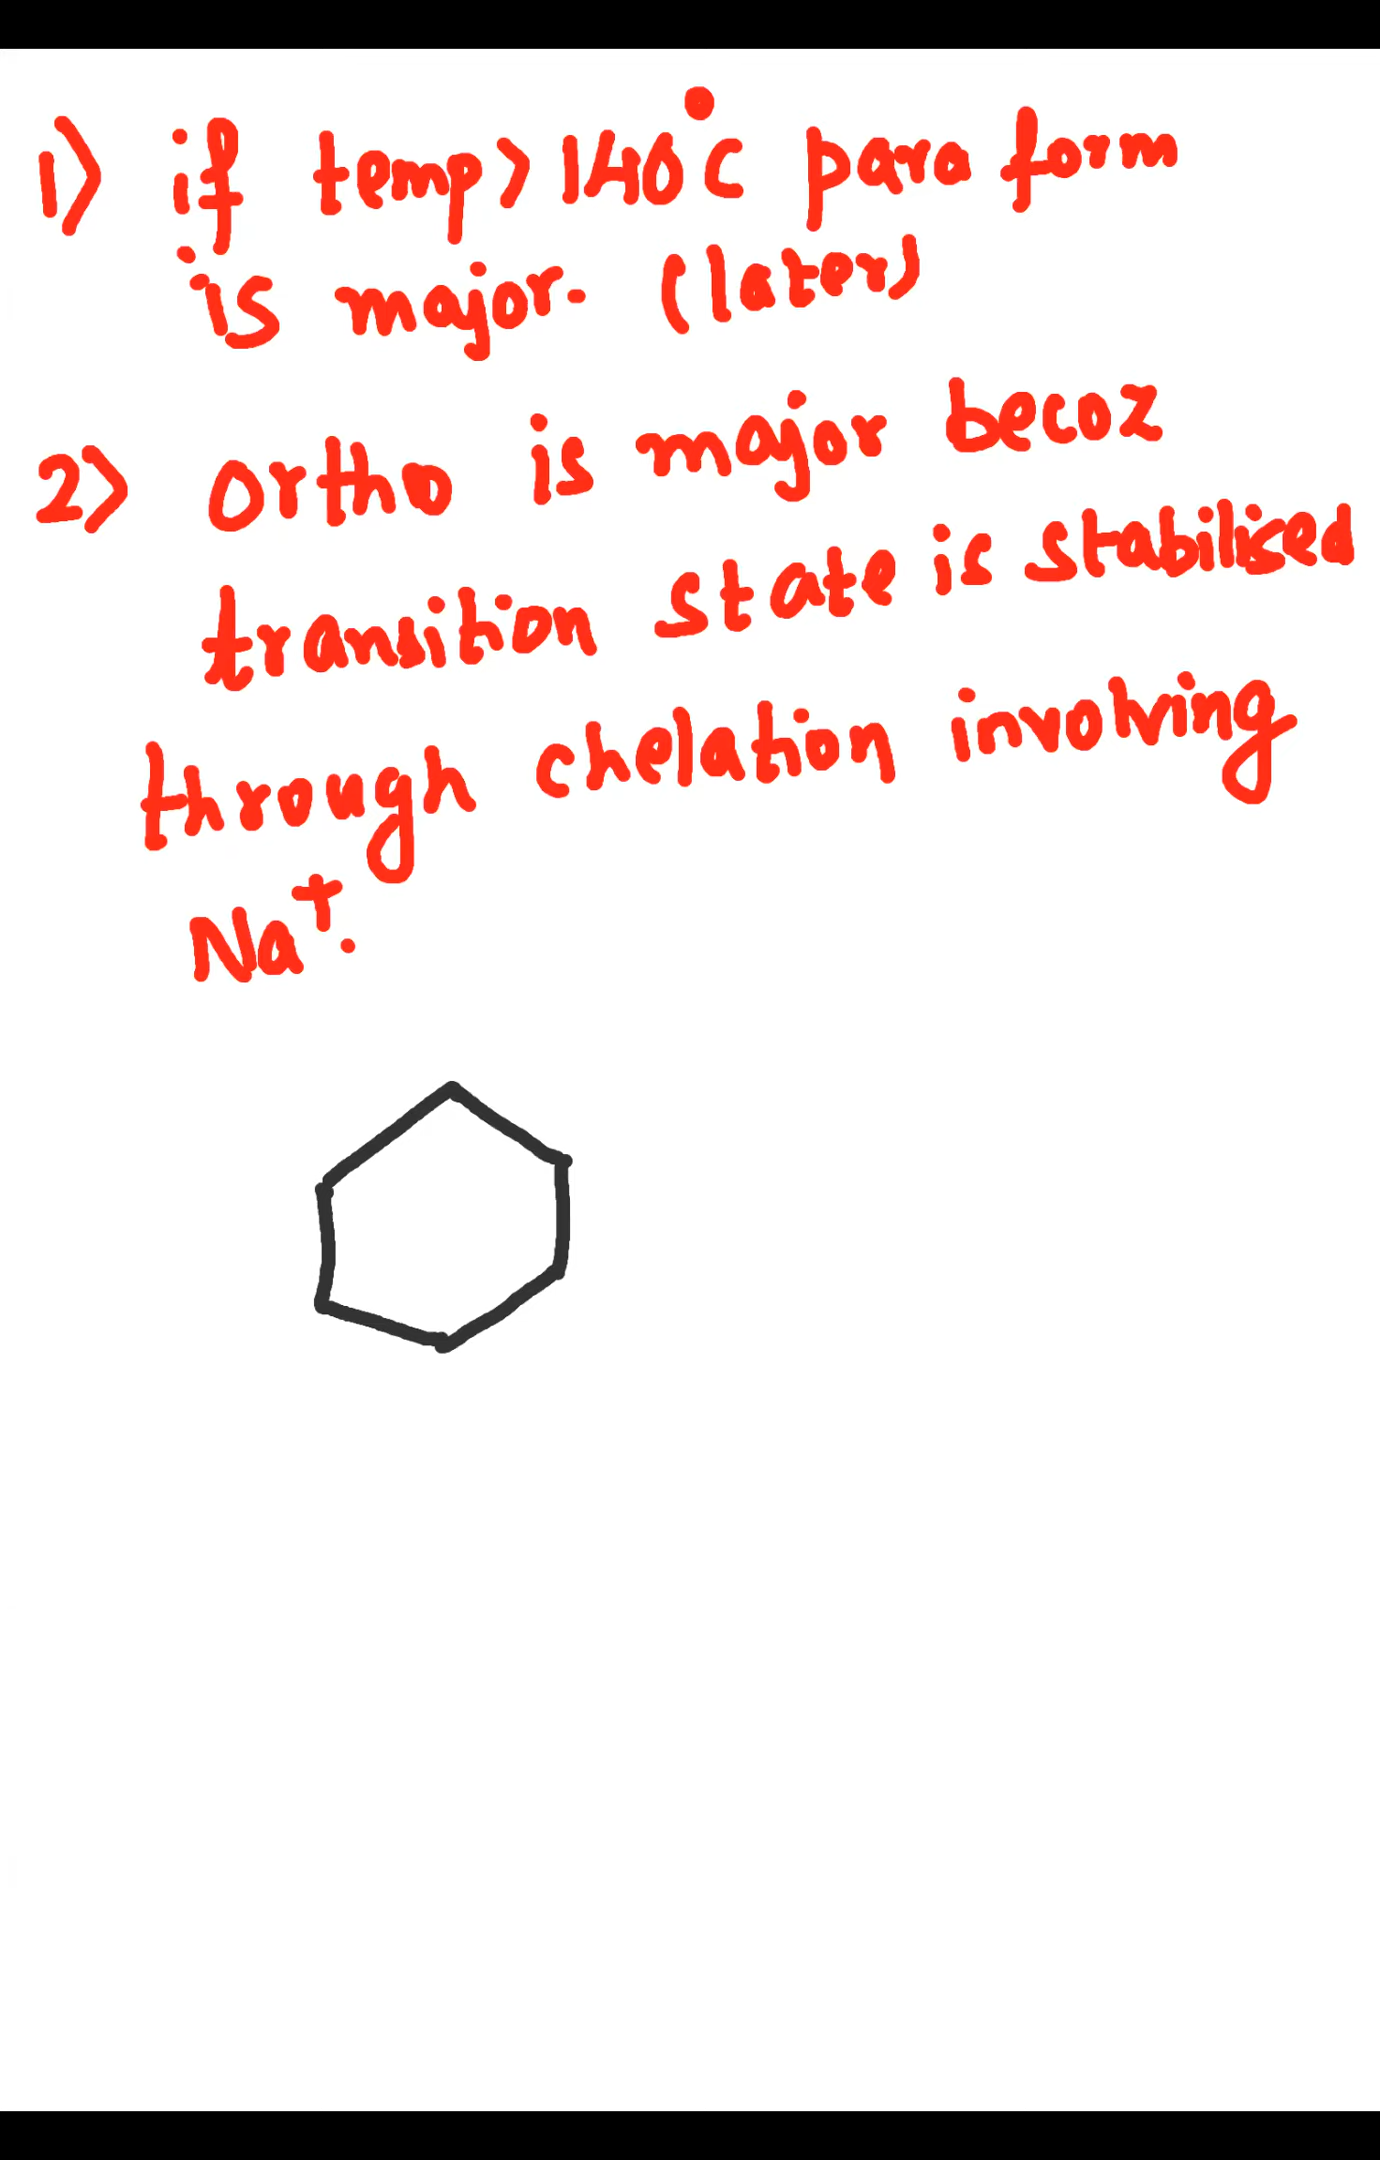 1) if temp > 140°C para form
is major. (later)
2) Ortho is major becoz
transition state is stabilised
through chelation involving
Na⁺.